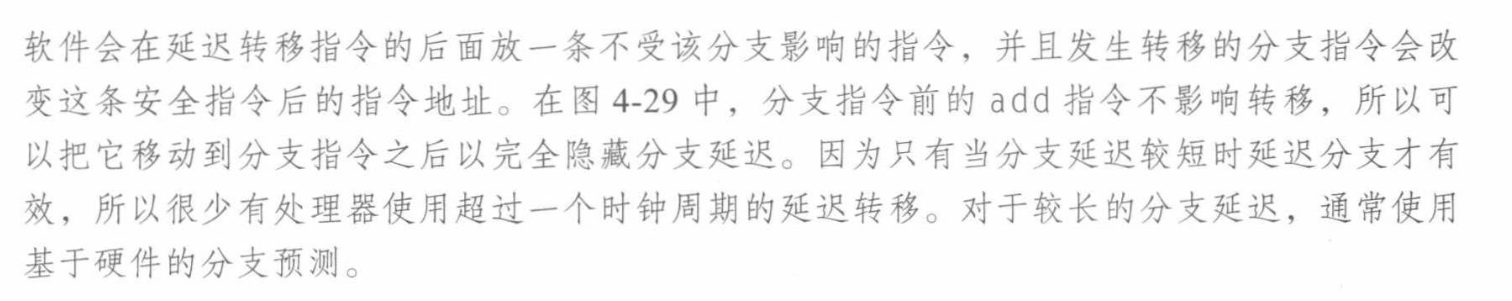 软件会在延迟转移指令的后面放一条不受该分支影响的指令，并且发生转移的分支指令会改
变这条安全指令后的指令地址。在图 4-29 中，分支指令前的 add 指令不影响转移，所以可
以把它移动到分支指令之后以完全隐藏分支延迟。因为只有当分支延迟较短时延迟分支才有
效，所以很少有处理器使用超过一个时钟周期的延迟转移。对于较长的分支延迟，通常使用
基于硬件的分支预测。